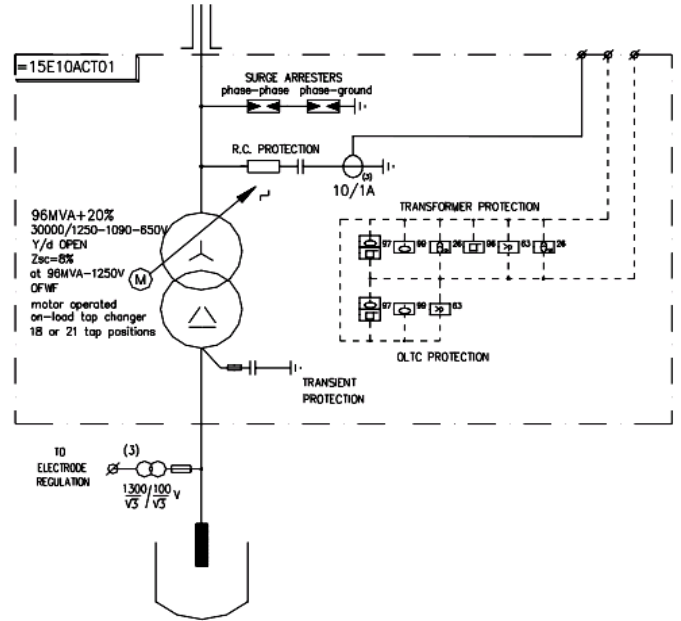 =15E10ACT01
SURGE ARRESTERS
phase-phase phase-ground
R.C. PROTECTION
(3)
10/1A
96MVA+20%
30000/1250-1090-650V
Y/d OPEN
Zsc=8%
at 96MVA-1250V
OFWF
motor operated
on-load tap changer
18 or 21 tap positions
M
TRANSFORMER PROTECTION
97 99 26 96 63 26
97 99 63
OLTC PROTECTION
TRANSIENT
PROTECTION
TO
ELECTRODE
REGULATION
(3)
1300/√3 / 100/√3 V